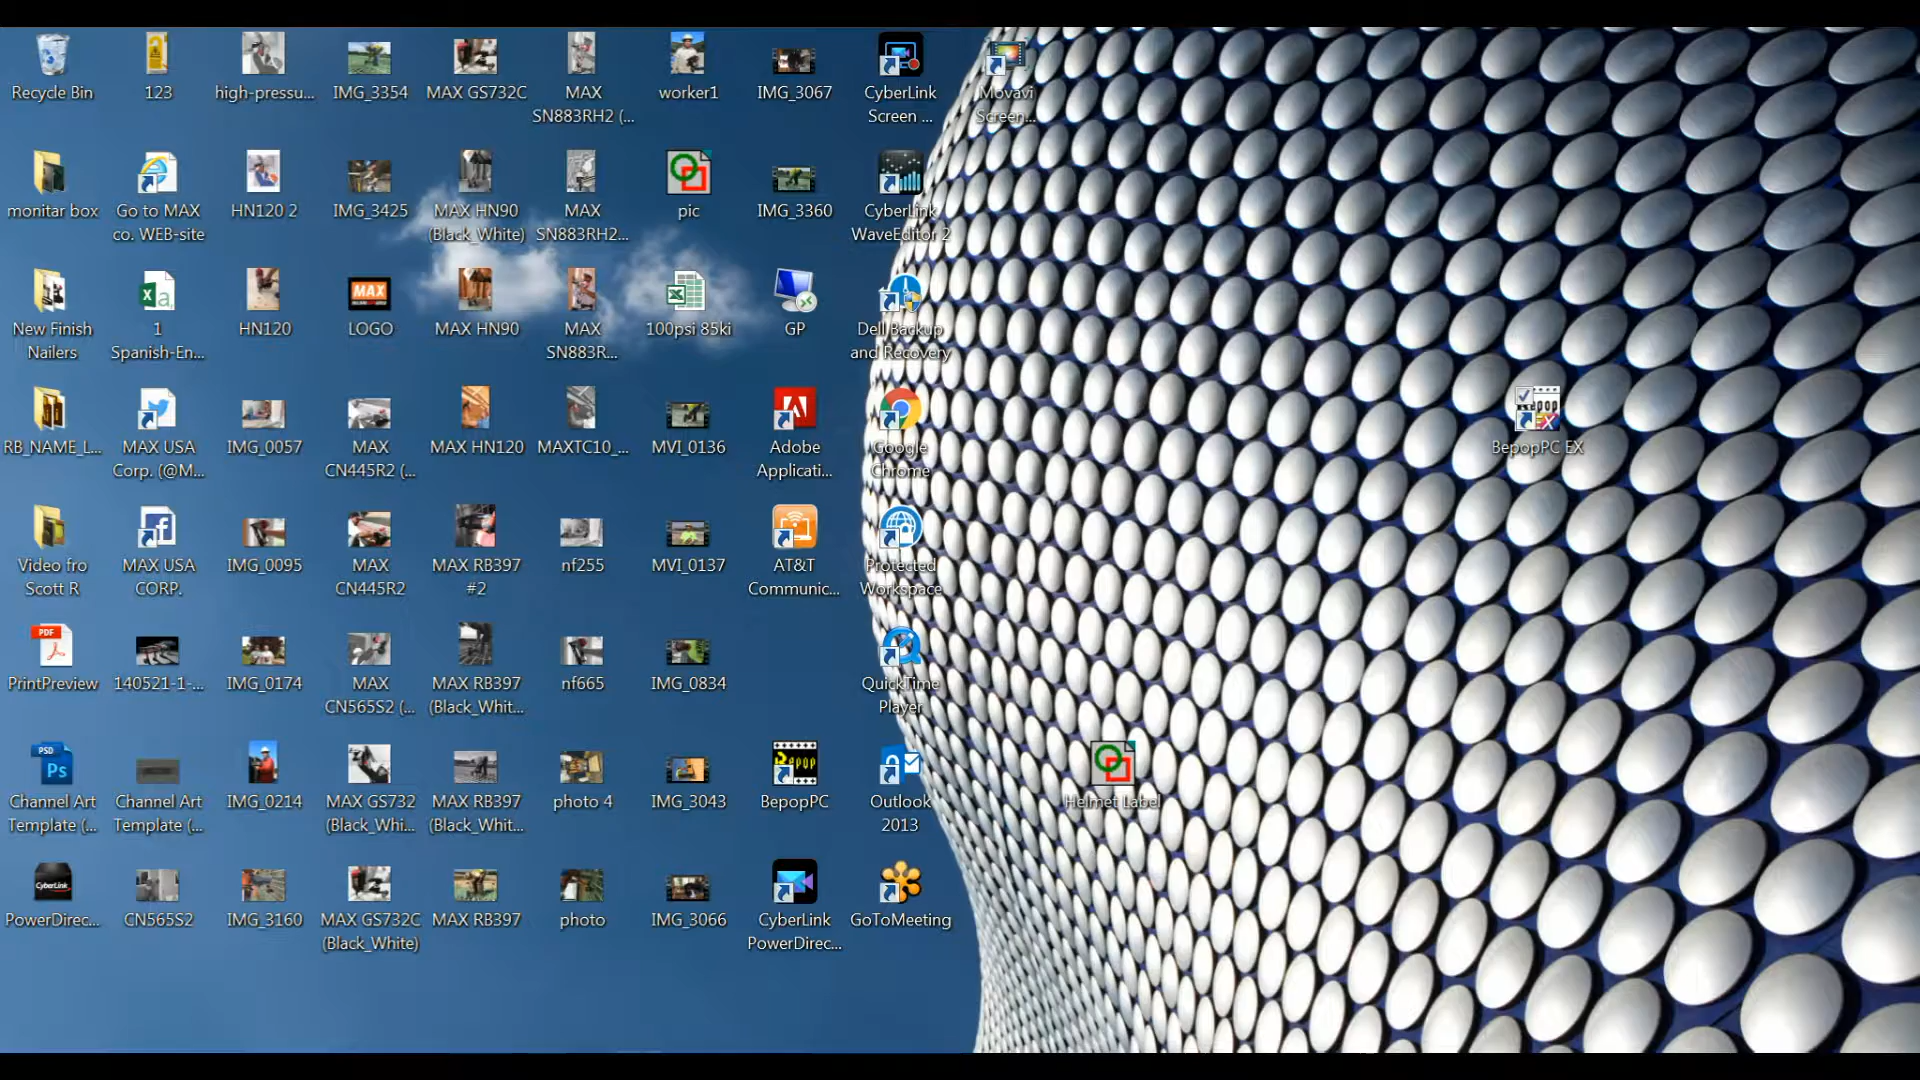 Recycle Bin
123
high-pressu...
IMG_3354
MAX GS732C
MAX
SN883RH2 (...
worker1
IMG_3067
CyberLink
Screen ...
Movavi
Screen...
monitar box
Go to MAX
co. WEB-site
HN120 2
IMG_3425
MAX HN90
(Black_White)
MAX
SN883RH2...
pic
IMG_3360
CyberLink
WaveEditor 2
New Finish
Nailers
1
Spanish-En...
HN120
MAX
LOGO
MAX HN90
MAX
SN883R...
100psi 85ki
GP
Dell Backup
and Recovery
RB_NAME_L...
MAX USA
Corp. (@M...
IMG_0057
MAX
CN445R2 (...
MAX HN120
MAXTC10_...
MVI_0136
Adobe
Applicati...
Google
Chrome
BepopPC EX
Video fro
Scott R
MAX USA
CORP.
IMG_0095
MAX
CN445R2
MAX RB397
#2
nf255
MVI_0137
AT&T
Communic...
Protected
Workspace
PDF
PrintPreview
140521-1-...
IMG_0174
MAX
CN565S2 (...
MAX RB397
(Black_Whit...
nf665
IMG_0834
QuickTime
Player
PSD
Ps
Channel Art
Template (...
Channel Art
Template (...
IMG_0214
MAX GS732
(Black_Whi...
MAX RB397
(Black_Whit...
photo 4
IMG_3043
BepopPC
Outlook
2013
Helmet Label
CyberLink
PowerDirec...
CN565S2
IMG_3160
MAX GS732C
(Black_White)
MAX RB397
photo
IMG_3066
CyberLink
PowerDirec...
GoToMeeting